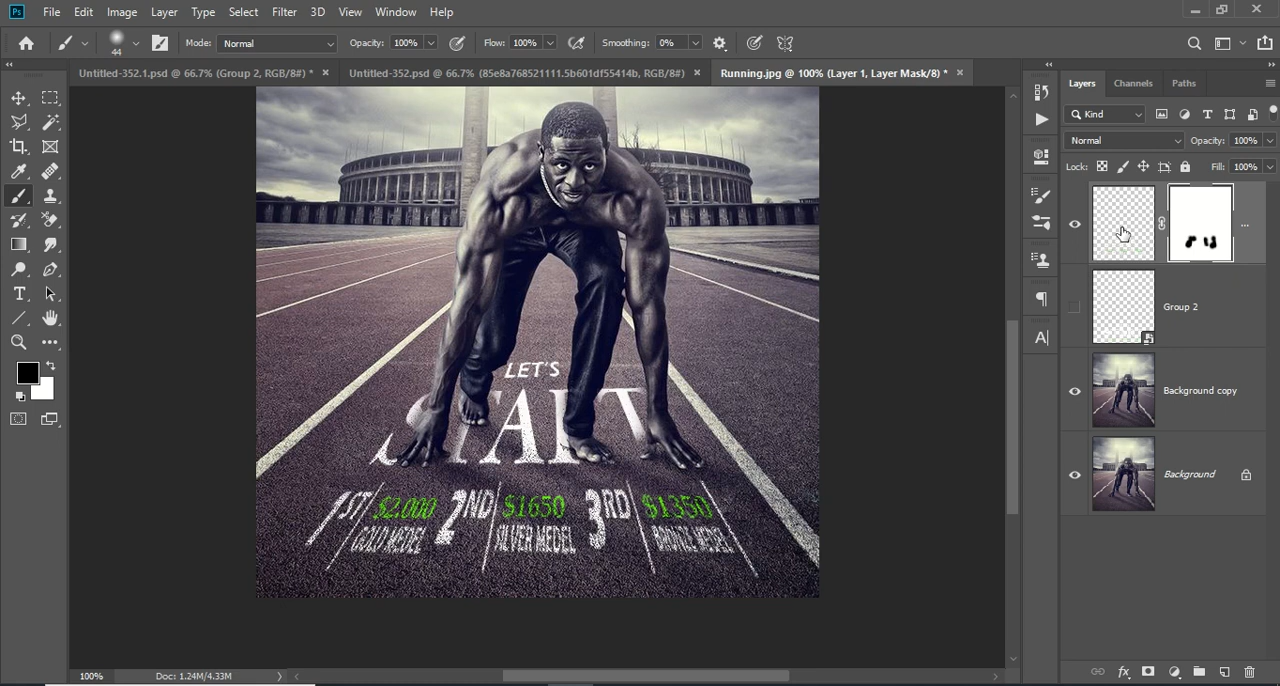 Ps File Edit Image Layer Type Select Filter 3D View Window Help
44 Mode: Normal Opacity: 100% Flow: 100% Smoothing: 0%
Untitled-352.1.psd @ 66.7% (Group 2, RGB/8#) * × Untitled-352.psd @ 66.7% (85e8a768521111.5b601df55414b, RGB/8#) × Running.jpg @ 100% (Layer 1, Layer Mask/8) * ×
Layers Channels Paths
Kind
Normal Opacity: 100%
Lock: Fill: 100%
...
Group 2
Background copy
Background
LET'S
START
1ST $2.000 2ND $1650 3RD $1350
GOLD MEDEL SILVER MEDEL BRONZE MEDEL
100% Doc: 1.24M/4.33M